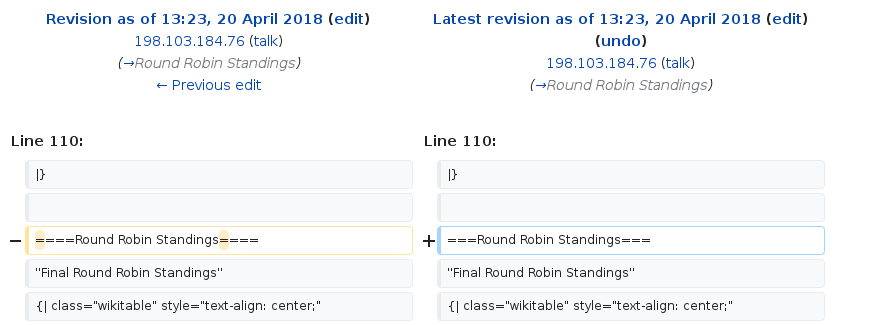 Revision as of 13:23, 20 April 2018 (edit)
198.103.184.76 (talk)
(→Round Robin Standings)
← Previous edit
Latest revision as of 13:23, 20 April 2018 (edit)
(undo)
198.103.184.76 (talk)
(→Round Robin Standings)
Line 110:
Line 110:
|}
|}
− ====Round Robin Standings====
+ ===Round Robin Standings===
"Final Round Robin Standings"
"Final Round Robin Standings"
{| class="wikitable" style="text-align: center;"
{| class="wikitable" style="text-align: center;"